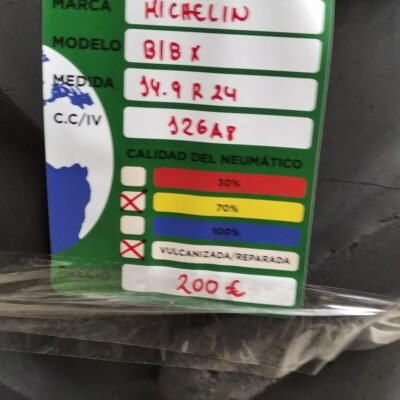 MARCA MICHELIN
MODELO BIB X
MEDIDA 14.9 R 24
C.C/IV 126A8
CALIDAD DEL NEUMÁTICO
30%
70%
100%
VULCANIZADA/REPARADA
PRECIO 200 €